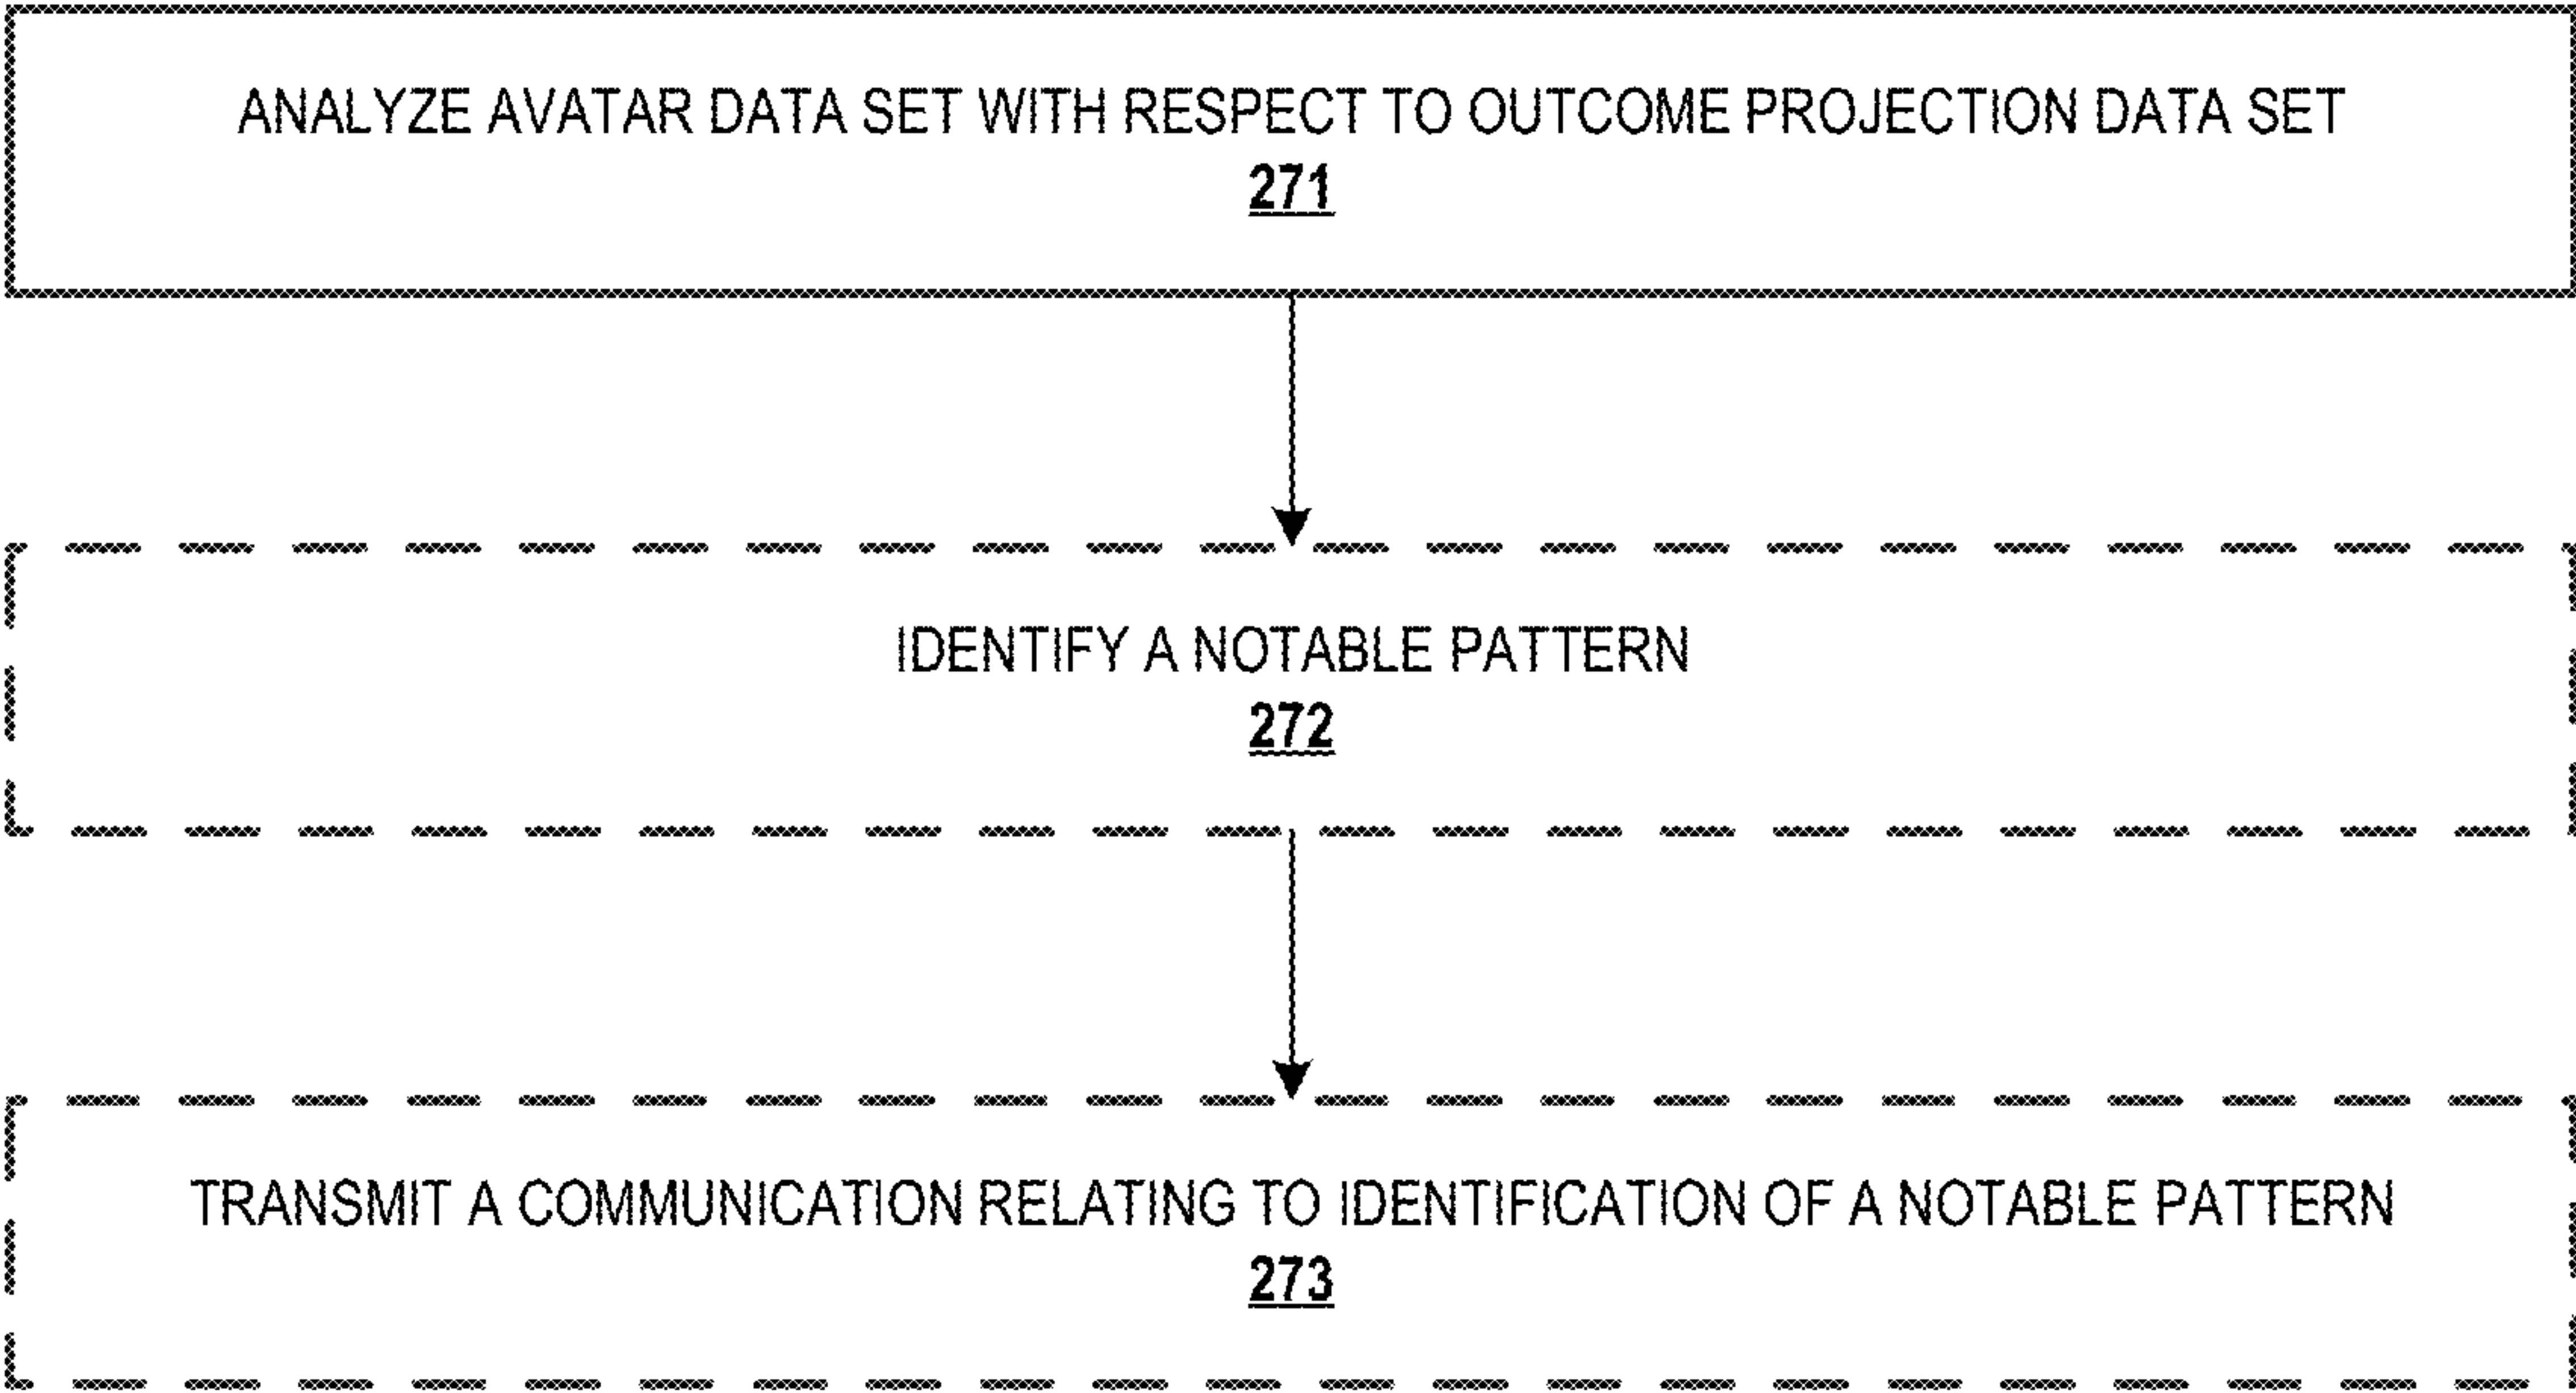 ANALYZE AVATAR DATA SET WITH RESPECT TO OUTCOME PROJECTION DATA SET
271
IDENTIFY A NOTABLE PATTERN
272
TRANSMIT A COMMUNICATION RELATING TO IDENTIFICATION OF A NOTABLE PATTERN
273